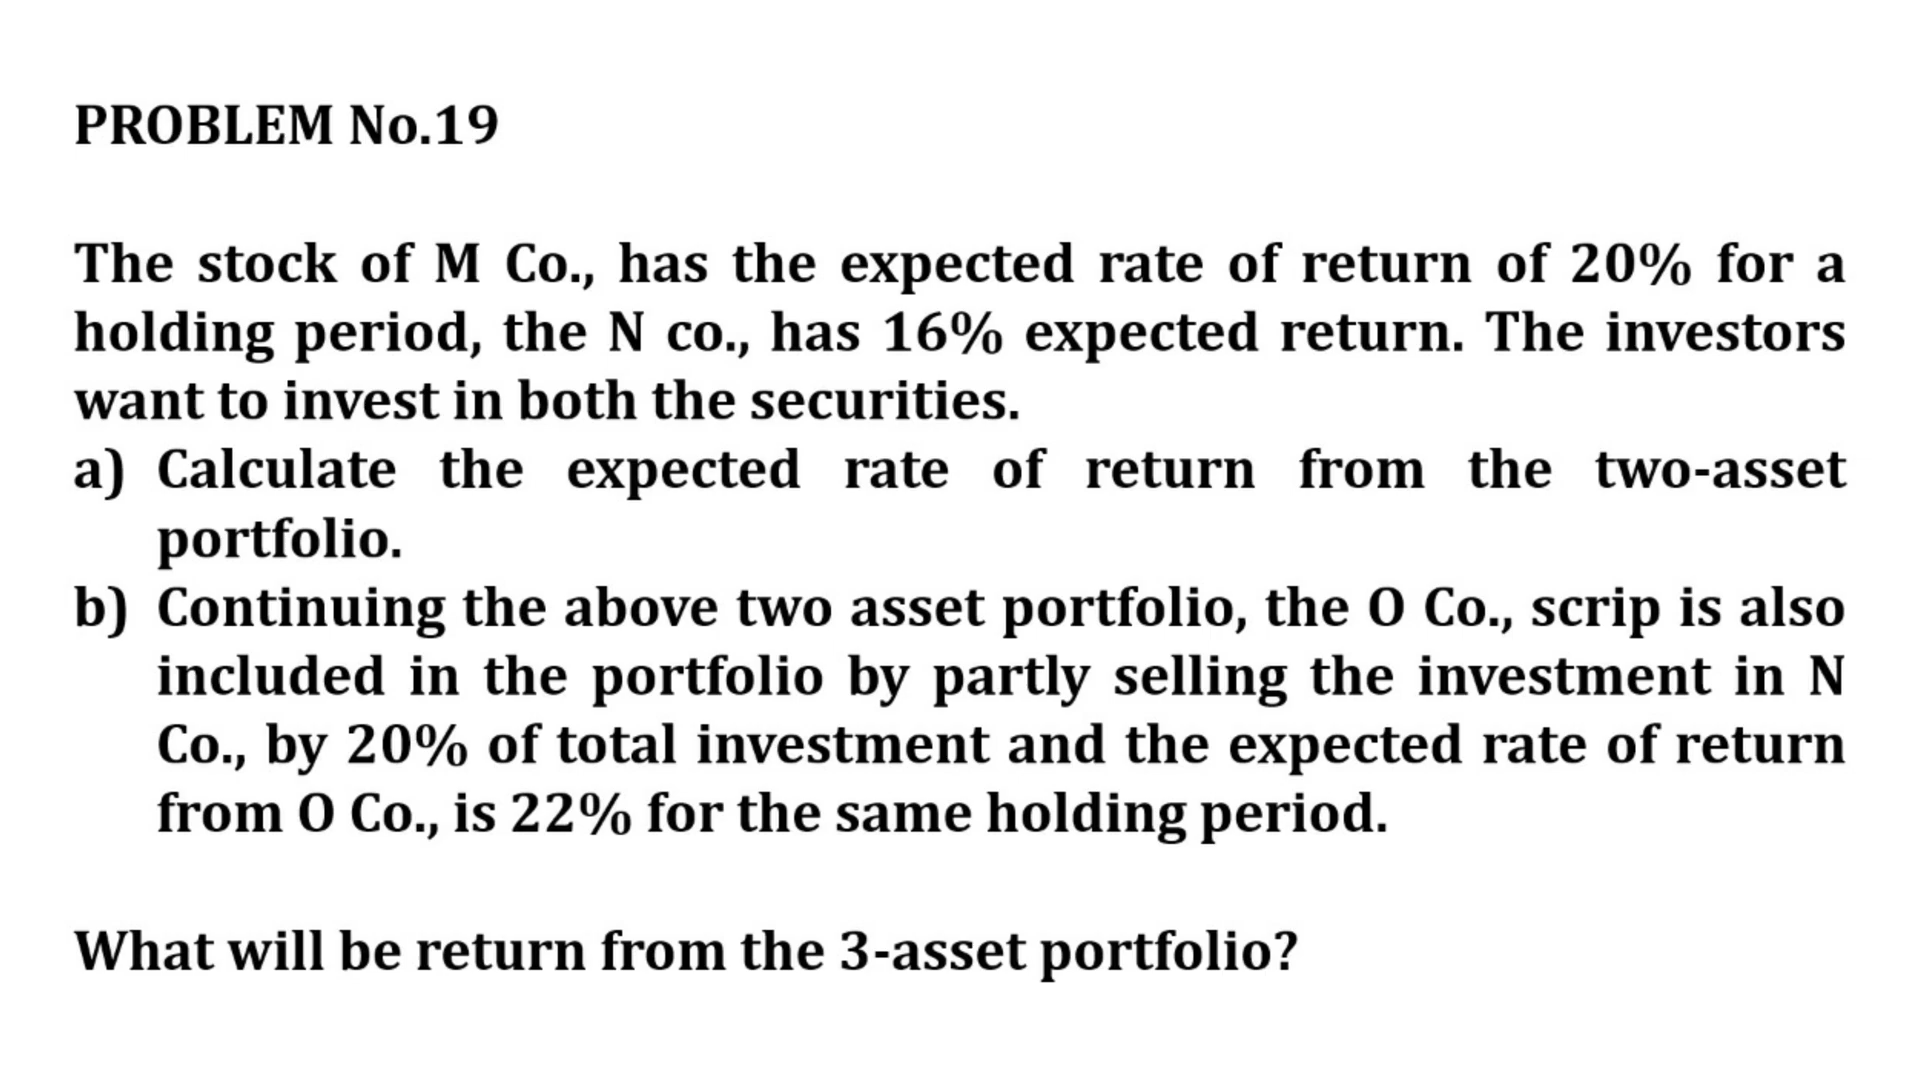 PROBLEM No.19
The stock of M Co., has the expected rate of return of 20% for a
holding period, the N co., has 16% expected return. The investors
want to invest in both the securities.
a) Calculate the expected rate of return from the two-asset
portfolio.
b) Continuing the above two asset portfolio, the O Co., scrip is also
included in the portfolio by partly selling the investment in N
Co., by 20% of total investment and the expected rate of return
from O Co., is 22% for the same holding period.
What will be return from the 3-asset portfolio?